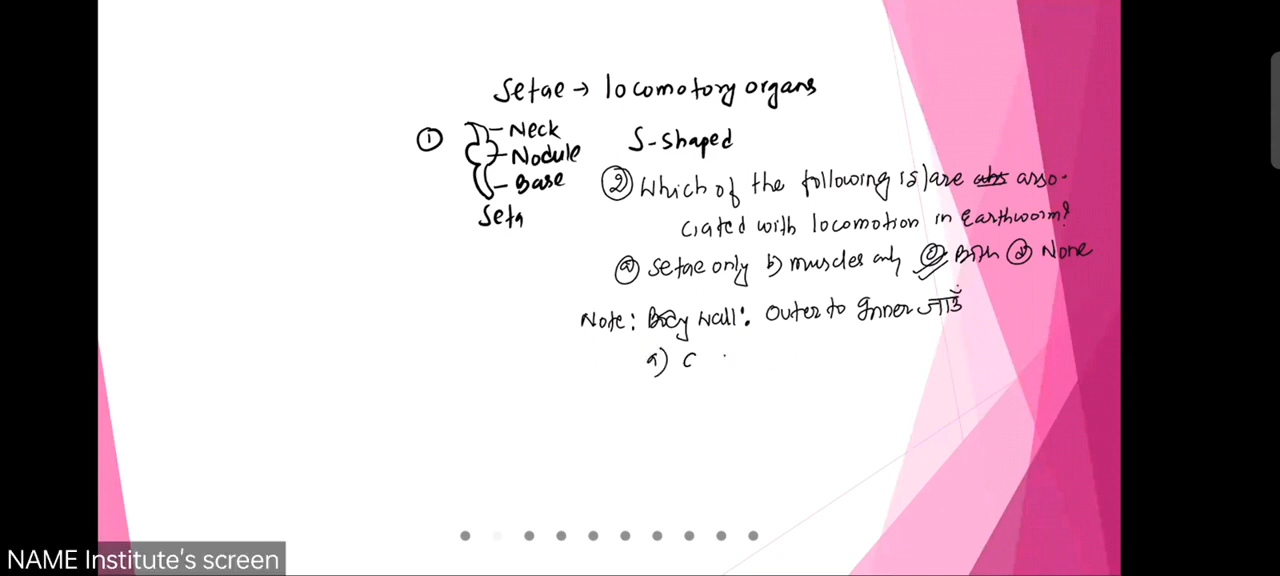 Setae → locomotory organs
① Neck
Nodule
Base
Seta
S-shaped
② Which of the following is/are asso-
ciated with locomotion in Earthworm?
ⓐ Setae only b) muscles only ⓒ Both ⓓ None
Note: Body Wall: Outer to Inner
a) C
NAME Institute's screen